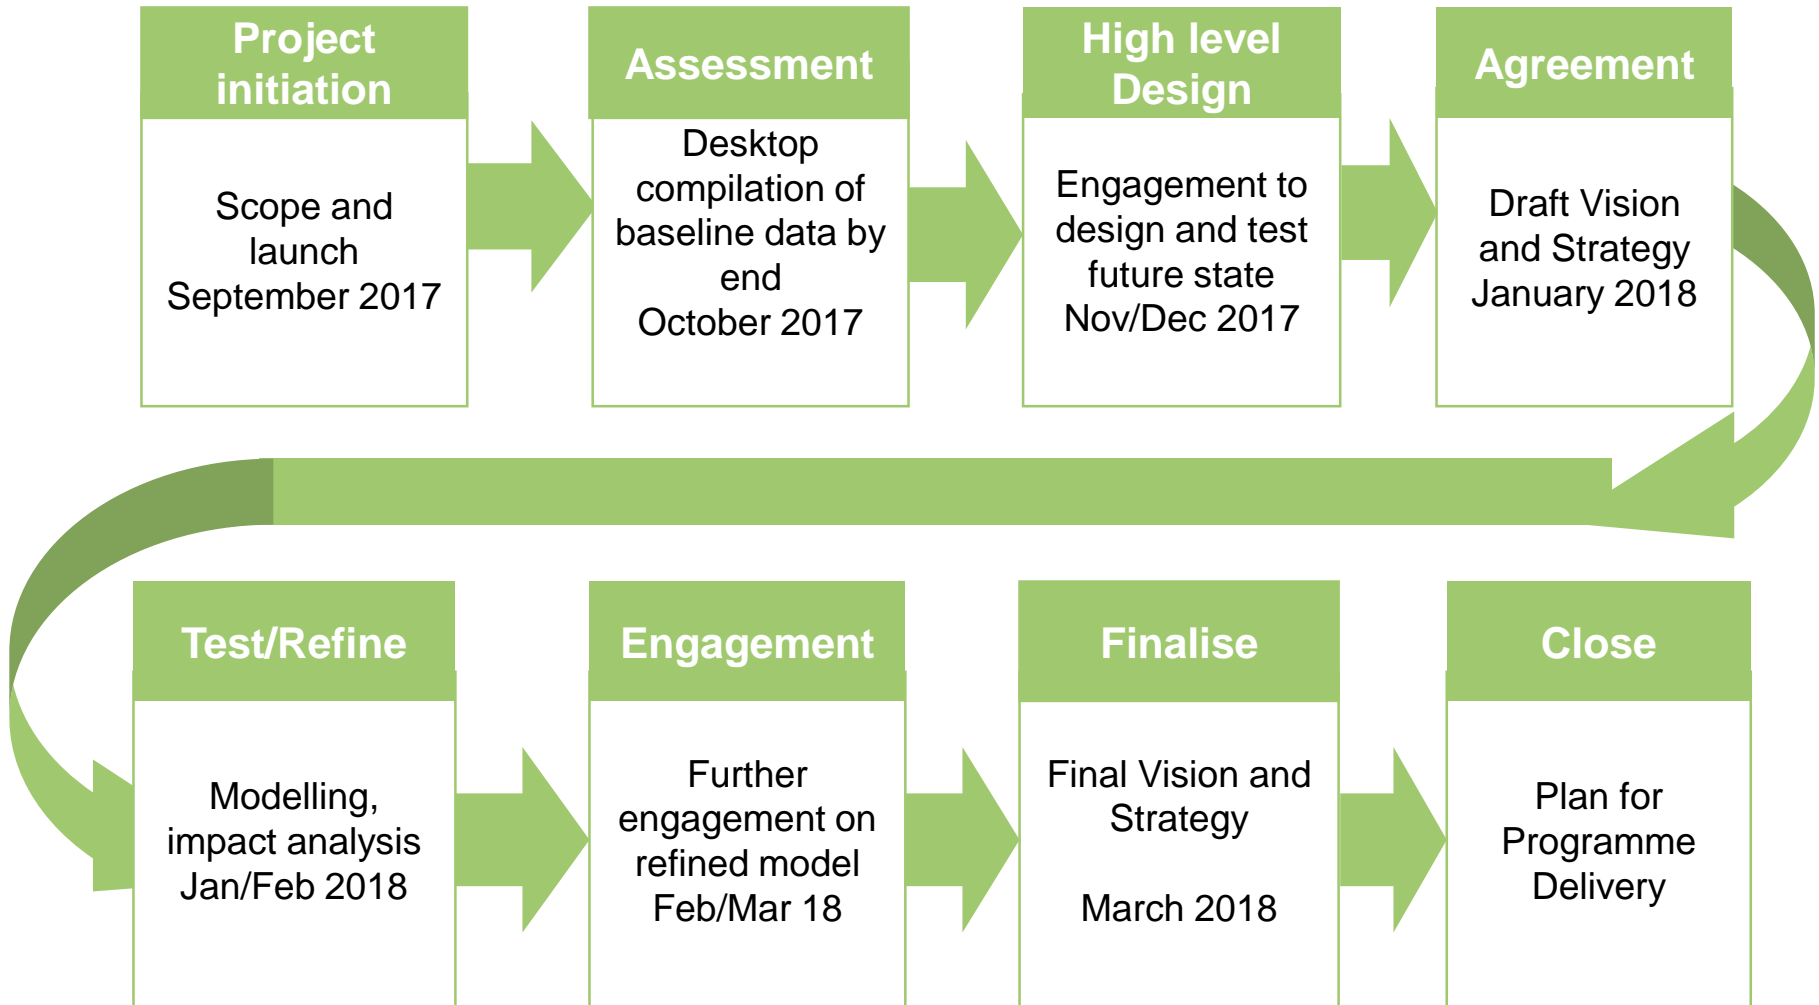 Project
initiation
Scope and
launch
September 2017
Assessment
Desktop
compilation of
baseline data by
end
October 2017
High level
Design
Engagement to
design and test
future state
Nov/Dec 2017
Agreement
Draft Vision
and Strategy
January 2018
Test/Refine
Modelling,
impact analysis
Jan/Feb 2018
Engagement
Further
engagement on
refined model
Feb/Mar 18
Finalise
Final Vision and
Strategy
March 2018
Close
Plan for
Programme
Delivery